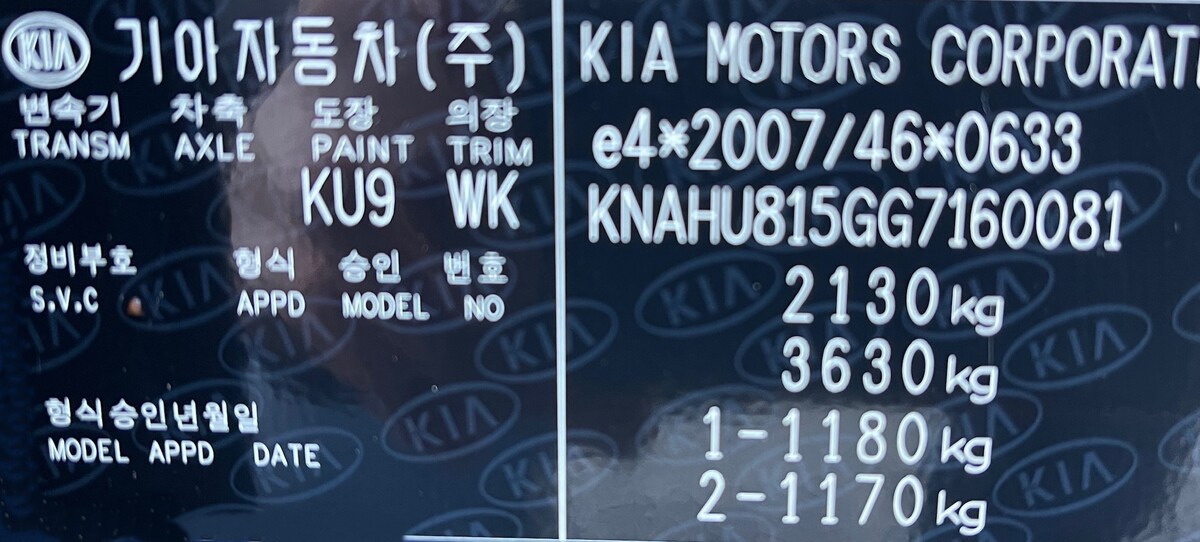 KIA 기아자동차(주)
변속기 차축 도장 의장
TRANSM AXLE PAINT TRIM
KU9 WK
정비부호 형식 승인 번호
S.V.C APPD MODEL NO
형식승인년월일
MODEL APPD DATE
KIA MOTORS CORPORATI
e4*2007/46*0633
KNAHU815GG7160081
2130kg
3630kg
1-1180kg
2-1170kg